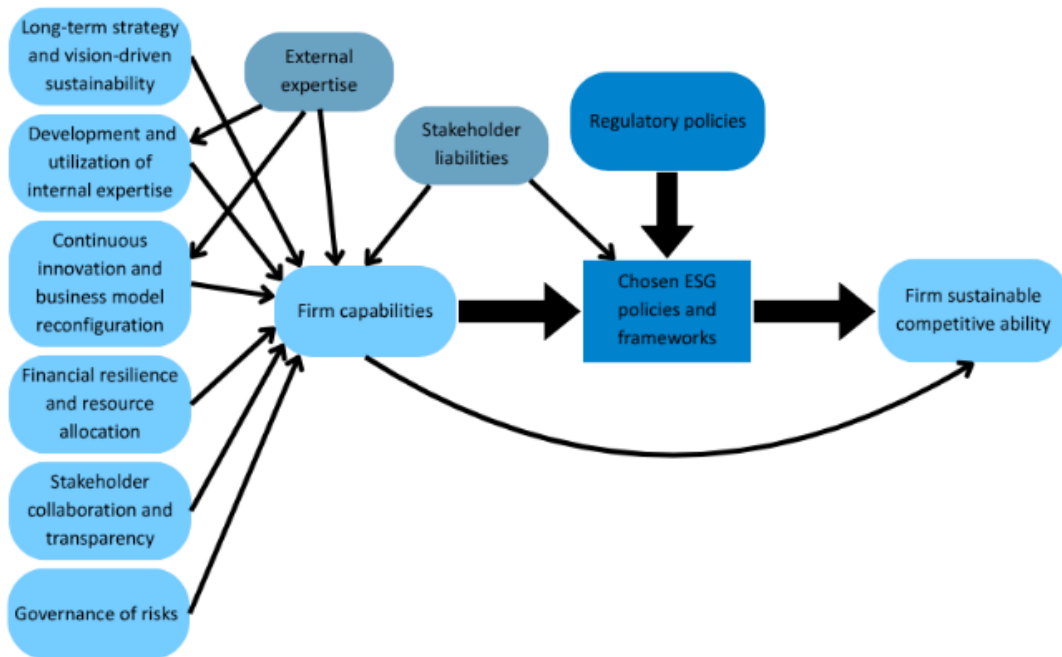 Long-term strategy
and vision-driven
sustainability
External
expertise
Development and
utilization of
internal expertise
Stakeholder
liabilities
Regulatory policies
Continuous
innovation and
business model
reconfiguration
Firm capabilities
Chosen ESG
policies and
frameworks
Firm sustainable
competitive ability
Financial resilience
and resource
allocation
Stakeholder
collaboration and
transparency
Governance of risks